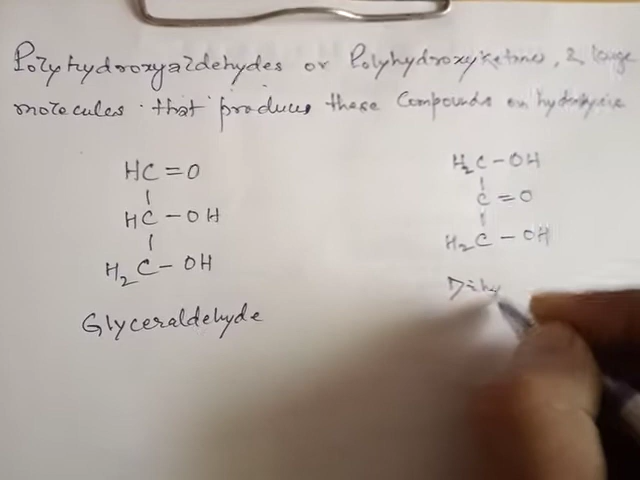 Polyhydroxyaldehydes or Polyhydroxyketones, & large
molecules that produces these Compounds on hydrolysis
HC=O
HC-OH
H₂C-OH
Glyceraldehyde
H₂C-OH
C=O
H₂C-OH
Dihy